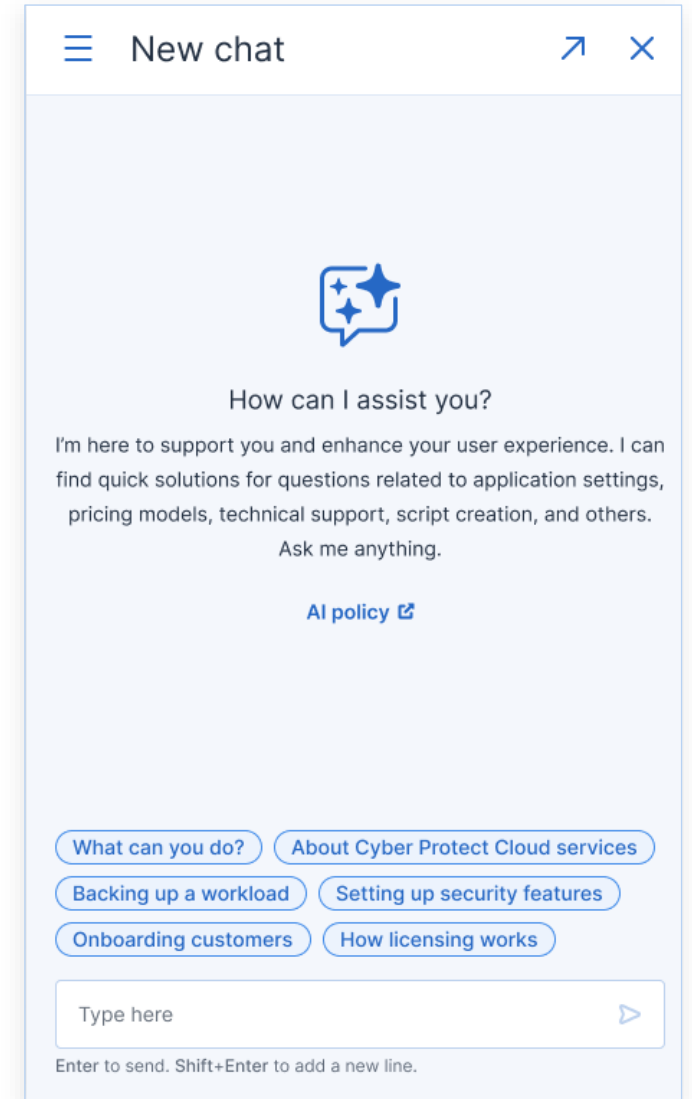 New chat
How can I assist you?
I'm here to support you and enhance your user experience. I can
find quick solutions for questions related to application settings,
pricing models, technical support, script creation, and others.
Ask me anything.
AI policy
What can you do?
About Cyber Protect Cloud services
Backing up a workload
Setting up security features
Onboarding customers
How licensing works
Type here
Enter to send. Shift+Enter to add a new line.